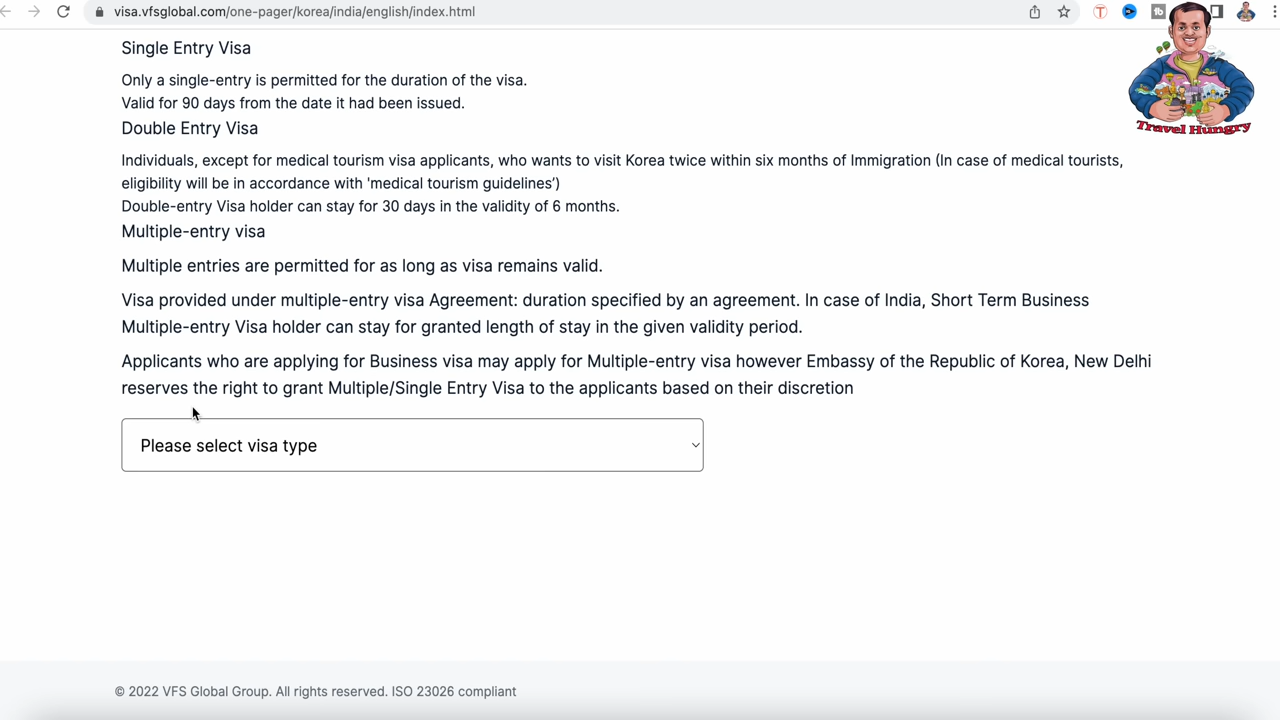 visa.vfsglobal.com/one-pager/korea/india/english/index.html
Travel Hungry
Single Entry Visa
Only a single-entry is permitted for the duration of the visa.
Valid for 90 days from the date it had been issued.
Double Entry Visa
Individuals, except for medical tourism visa applicants, who wants to visit Korea twice within six months of Immigration (In case of medical tourists,
eligibility will be in accordance with 'medical tourism guidelines’)
Double-entry Visa holder can stay for 30 days in the validity of 6 months.
Multiple-entry visa
Multiple entries are permitted for as long as visa remains valid.
Visa provided under multiple-entry visa Agreement: duration specified by an agreement. In case of India, Short Term Business
Multiple-entry Visa holder can stay for granted length of stay in the given validity period.
Applicants who are applying for Business visa may apply for Multiple-entry visa however Embassy of the Republic of Korea, New Delhi
reserves the right to grant Multiple/Single Entry Visa to the applicants based on their discretion
Please select visa type
© 2022 VFS Global Group. All rights reserved. ISO 23026 compliant